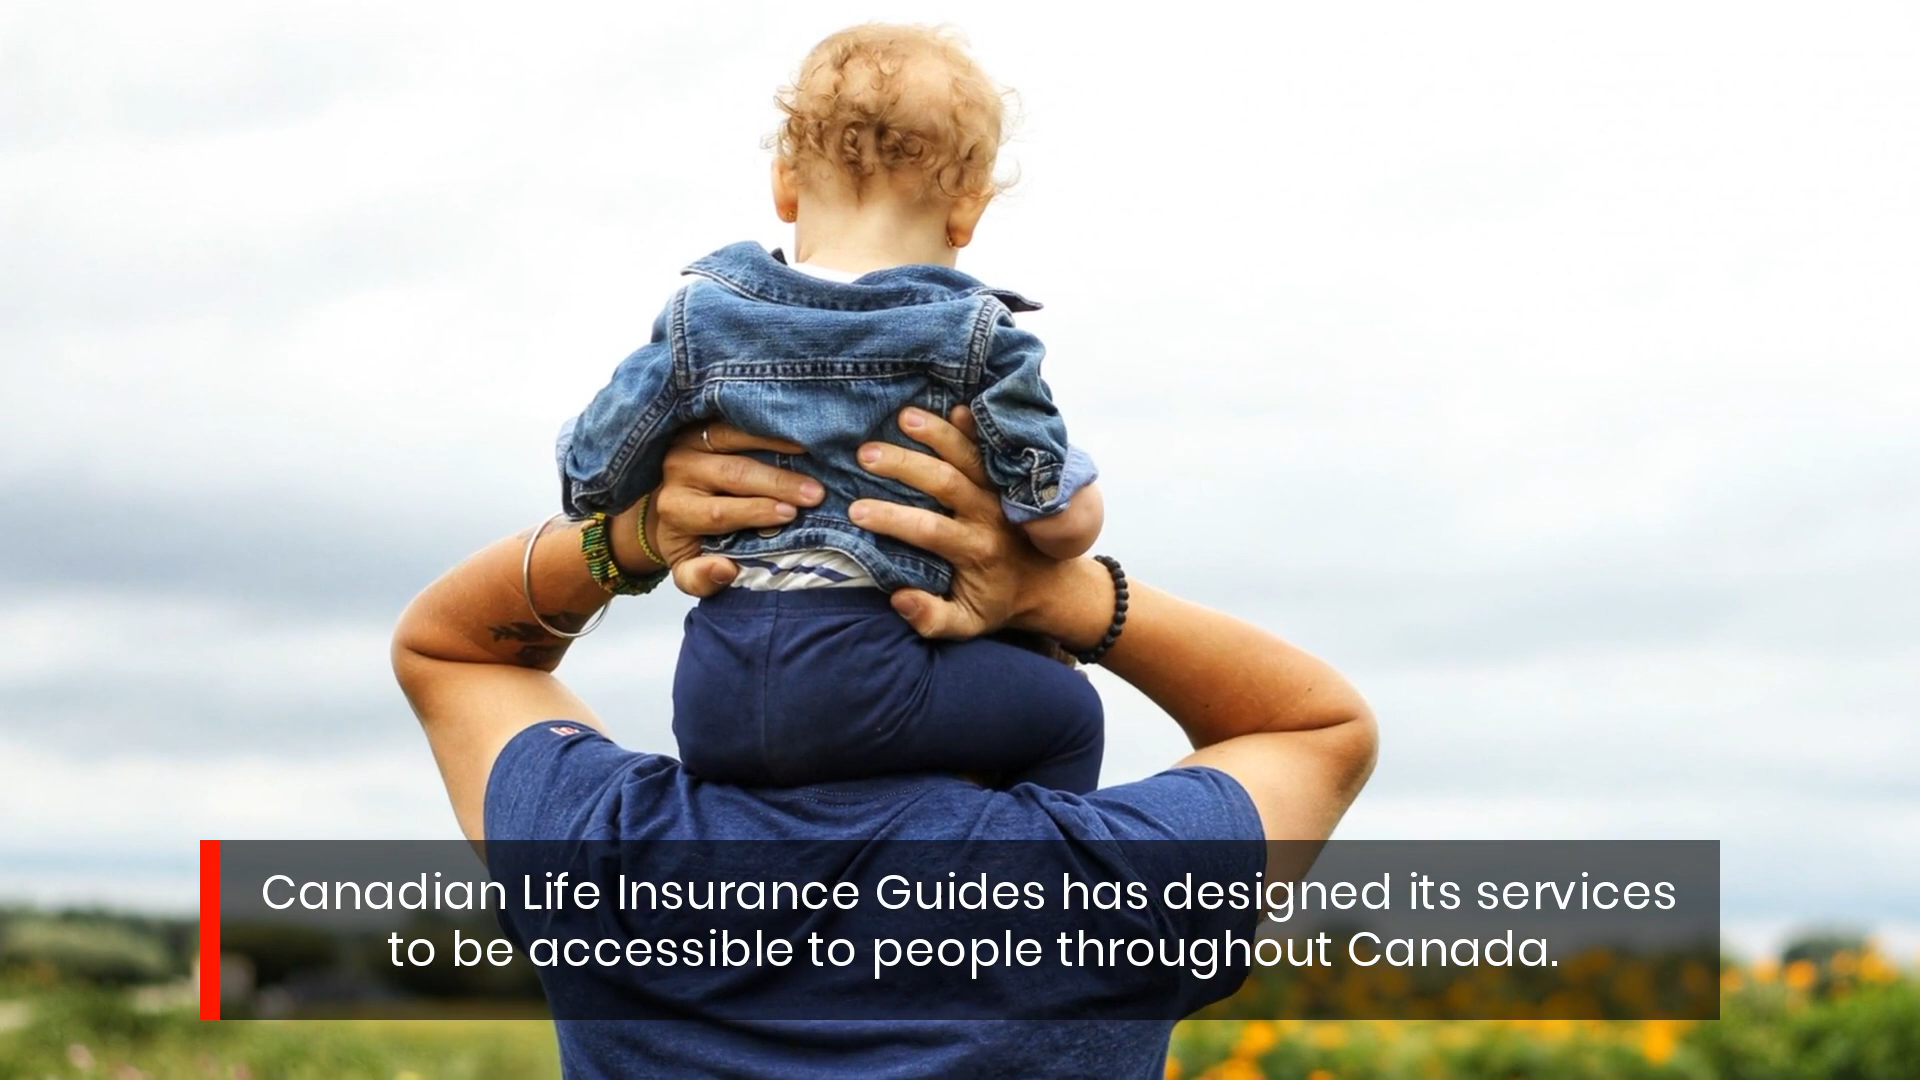 Canadian Life Insurance Guides has designed its services
to be accessible to people throughout Canada.